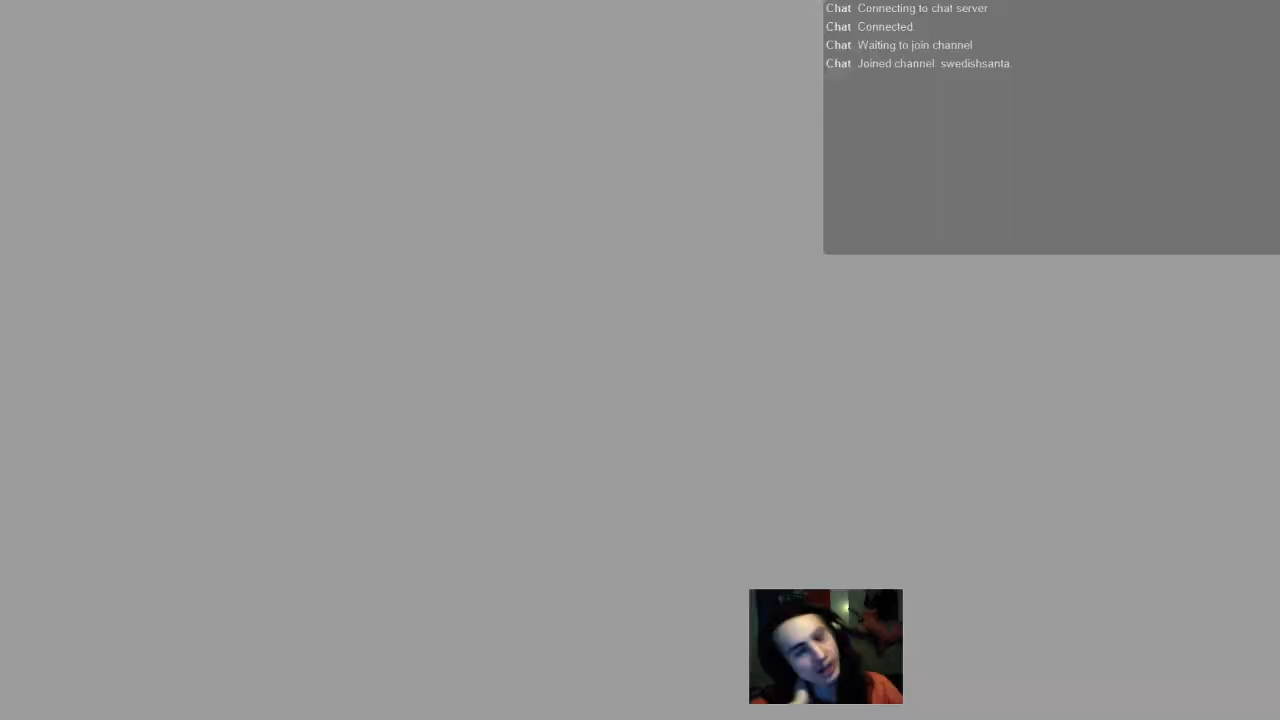 Chat Connecting to chat server
Chat Connected.
Chat Waiting to join channel
Chat Joined channel: swedishsanta.